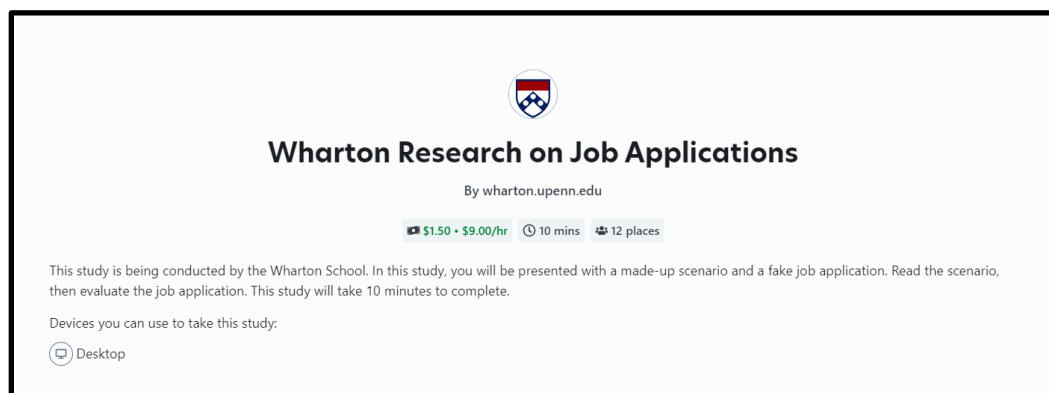 Wharton Research on Job Applications
By wharton.upenn.edu
$1.50 • $9.00/hr 10 mins 12 places
This study is being conducted by the Wharton School. In this study, you will be presented with a made-up scenario and a fake job application. Read the scenario,
then evaluate the job application. This study will take 10 minutes to complete.
Devices you can use to take this study:
Desktop